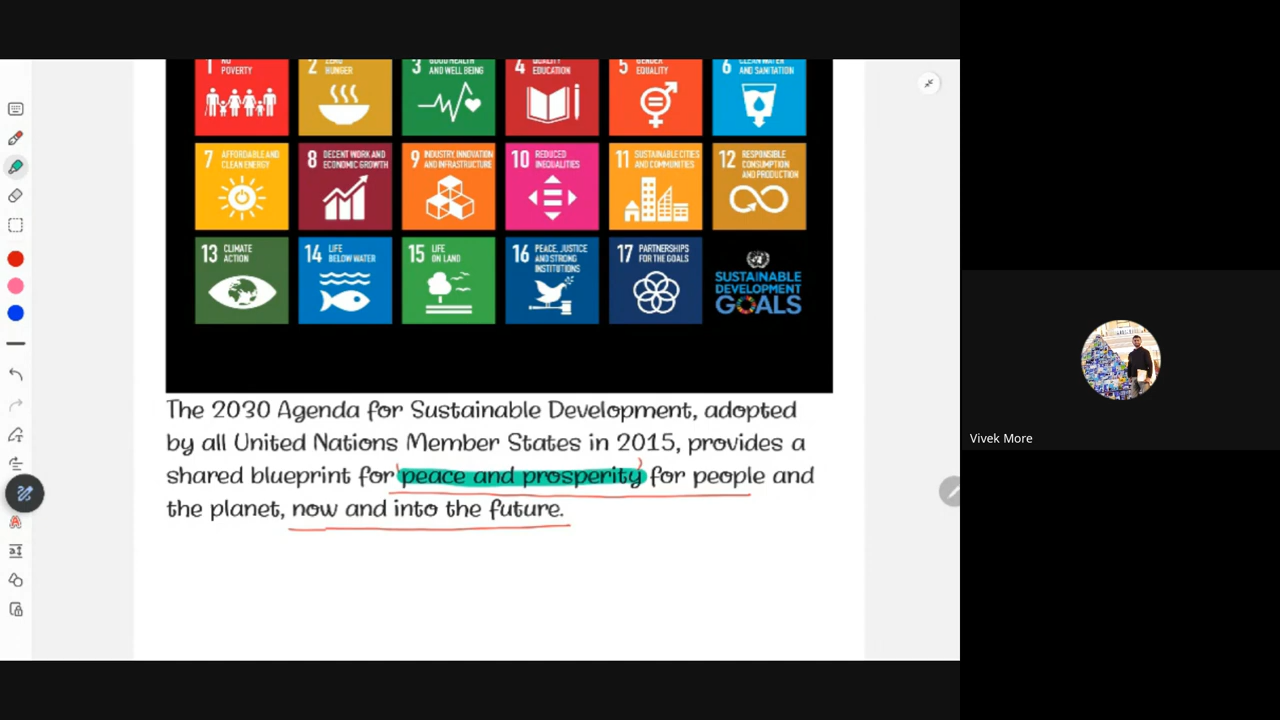 1 NO POVERTY
2 ZERO HUNGER
3 GOOD HEALTH AND WELL BEING
4 QUALITY EDUCATION
5 GENDER EQUALITY
6 CLEAN WATER AND SANITATION
7 AFFORDABLE AND CLEAN ENERGY
8 DECENT WORK AND ECONOMIC GROWTH
9 INDUSTRY, INNOVATION AND INFRASTRUCTURE
10 REDUCED INEQUALITIES
11 SUSTAINABLE CITIES AND COMMUNITIES
12 RESPONSIBLE CONSUMPTION AND PRODUCTION
13 CLIMATE ACTION
14 LIFE BELOW WATER
15 LIFE ON LAND
16 PEACE, JUSTICE AND STRONG INSTITUTIONS
17 PARTNERSHIPS FOR THE GOALS
SUSTAINABLE
DEVELOPMENT
GOALS
The 2030 Agenda for Sustainable Development, adopted
by all United Nations Member States in 2015, provides a
shared blueprint for peace and prosperity for people and
the planet, now and into the future.
Vivek More